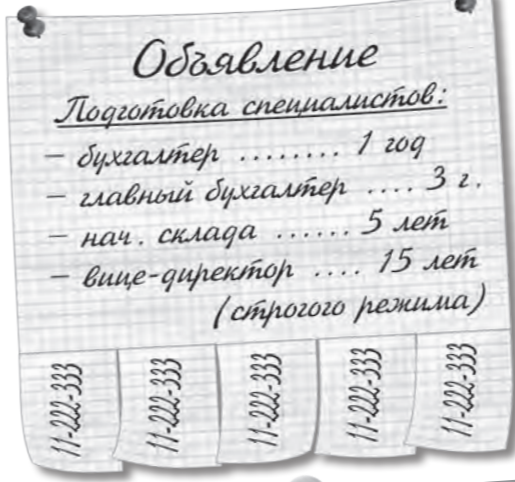 Объявление
Подготовка специалистов:
– бухгалтер ........ 1 год
– главный бухгалтер .... 3 г.
– нач. склада ...... 5 лет
– вице-директор .... 15 лет
(строгого режима)
11-222-333
11-222-333
11-222-333
11-222-333
11-222-333